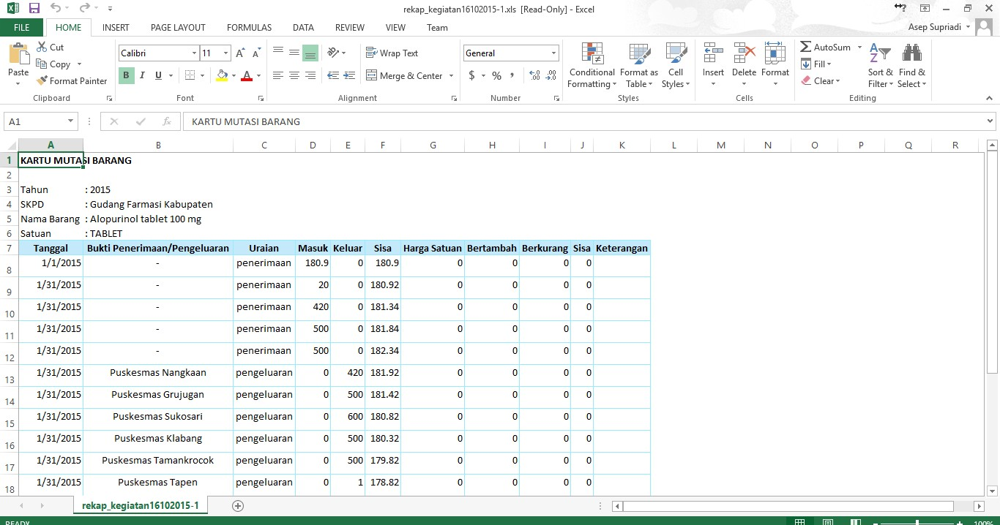 rekap_kegiatan16102015-1.xls [Read-Only] - Excel
FILE HOME INSERT PAGE LAYOUT FORMULAS DATA REVIEW VIEW Team Asep Supriadi
Paste Cut Copy Format Painter
Calibri 11 B I U A A A
Wrap Text Merge & Center
General $ % ,
Conditional Formatting Format as Table Cell Styles
Insert Delete Format
AutoSum Fill Clear Sort & Filter Find & Select
Clipboard Font Alignment Number Styles Cells Editing
A1 fx KARTU MUTASI BARANG
A B C D E F G H I J K L M N O P Q R
1 KARTU MUTASI BARANG
2
3 Tahun : 2015
4 SKPD : Gudang Farmasi Kabupaten
5 Nama Barang : Alopurinol tablet 100 mg
6 Satuan : TABLET
7 Tanggal Bukti Penerimaan/Pengeluaran Uraian Masuk Keluar Sisa Harga Satuan Bertambah Berkurang Sisa Keterangan
8 1/1/2015 - penerimaan 180.9 0 180.9 0 0 0 0
9 1/31/2015 - penerimaan 20 0 180.92 0 0 0 0
10 1/31/2015 - penerimaan 420 0 181.34 0 0 0 0
11 1/31/2015 - penerimaan 500 0 181.84 0 0 0 0
12 1/31/2015 - penerimaan 500 0 182.34 0 0 0 0
13 1/31/2015 Puskesmas Nangkaan pengeluaran 0 420 181.92 0 0 0 0
14 1/31/2015 Puskesmas Grujugan pengeluaran 0 500 181.42 0 0 0 0
15 1/31/2015 Puskesmas Sukosari pengeluaran 0 600 180.82 0 0 0 0
16 1/31/2015 Puskesmas Klabang pengeluaran 0 500 180.32 0 0 0 0
17 1/31/2015 Puskesmas Tamankrocok pengeluaran 0 500 179.82 0 0 0 0
18 1/31/2015 Puskesmas Tapen pengeluaran 0 1 178.82 0 0 0 0
rekap_kegiatan16102015-1
READY 100%